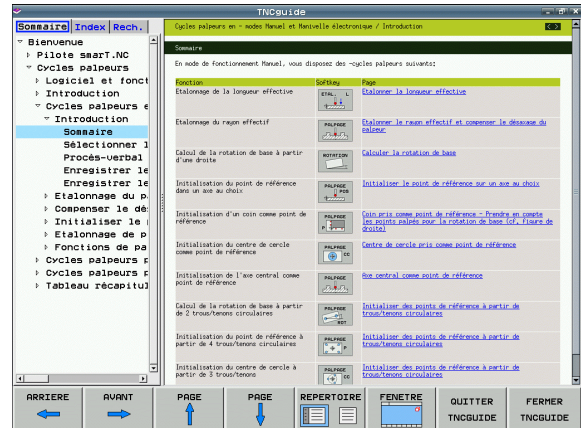 TNCguide
Sommaire Index Rech.
Bienvenue
Pilote smarT.NC
Cycles palpeurs
Logiciel et fonct
Introduction
Cycles palpeurs e
Introduction
Sommaire
Sélectionner l
Procès-verbal
Enregistrer le
Enregistrer le
Etalonnage du p
Compenser le dé
Initialiser le
Etalonnage de p
Fonctions de pa
Cycles palpeurs
Cycles palpeurs
Tableau récapitul
Cycles palpeurs en - modes Manuel et Manivelle électronique / Introduction
Sommaire
En mode de fonctionnement Manuel, vous disposez des -cycles palpeurs suivants:
Fonction Softkey Page
Etalonnage de la longueur effective
ETAL. L
Etalonner la longueur effective
Etalonnage du rayon effectif
PALPAGE
Etalonner le rayon effectif et compenser le désaxage du
palpeur
Calcul de la rotation de base à partir
d'une droite
ROTATION
Calculer la rotation de base
Initialisation du point de référence
dans un axe au choix
PALPAGE
POS
Initialiser le point de référence sur un axe au choix
Initialisation d'un coin comme point de
référence
PALPAGE
P
Coin pris comme point de référence - Prendre en compte
les points palpés pour la rotation de base (cf. figure de
droite)
Initialisation du centre de cercle
comme point de référence
PALPAGE
CC
Centre de cercle pris comme point de référence
Initialisation de l'axe central comme
point de référence
PALPAGE
Axe central comme point de référence
Calcul de la rotation de base à partir
de 2 trous/tenons circulaires
PALPAGE
ROT
Initialiser des points de référence à partir de
trous/tenons circulaires
Initialisation du point de référence à
partir de 4 trous/tenons circulaires
PALPAGE
P
Initialiser des points de référence à partir de
trous/tenons circulaires
Initialisation du centre de cercle à
partir de 3 trous/tenons
PALPAGE
CC
Initialiser des points de référence à partir de
trous/tenons circulaires
ARRIERE AVANT PAGE PAGE REPERTOIRE FENETRE QUITTER TNCGUIDE FERMER TNCGUIDE